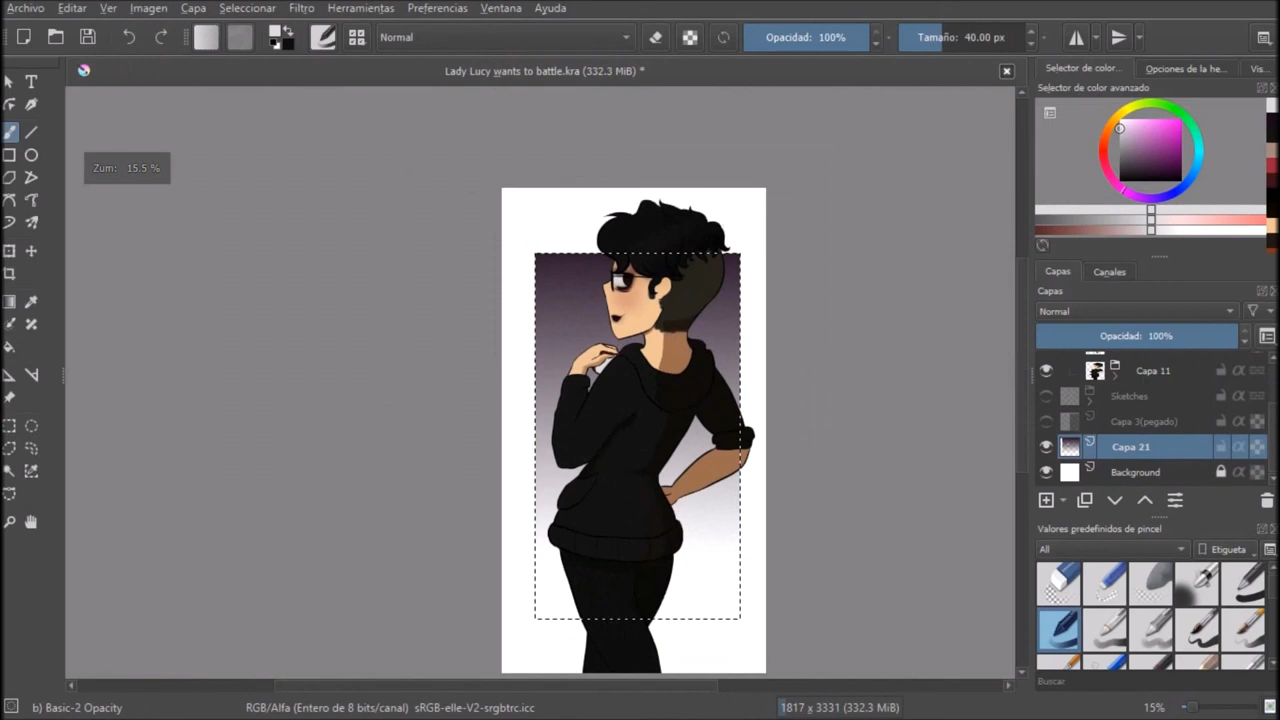 Archivo Editar Ver Imagen Capa Seleccionar Filtro Herramientas Preferencias Ventana Ayuda
Normal Opacidad: 100% Tamaño: 40.00 px
Lady Lucy wants to battle.kra (332.3 MiB) *
Selector de color... Opciones de la he... Vis...
Selector de color avanzado
Zum: 15.5 %
Capas Canales
Capas
Normal
Opacidad: 100%
Capa 11
Sketches
Capa 3(pegado)
Capa 21
Background
Valores predefinidos de pincel
All Etiqueta
Buscar
b) Basic-2 Opacity RGB/Alfa (Entero de 8 bits/canal) sRGB-elle-V2-srgbtrc.icc 1817 x 3331 (332.3 MiB) 15%